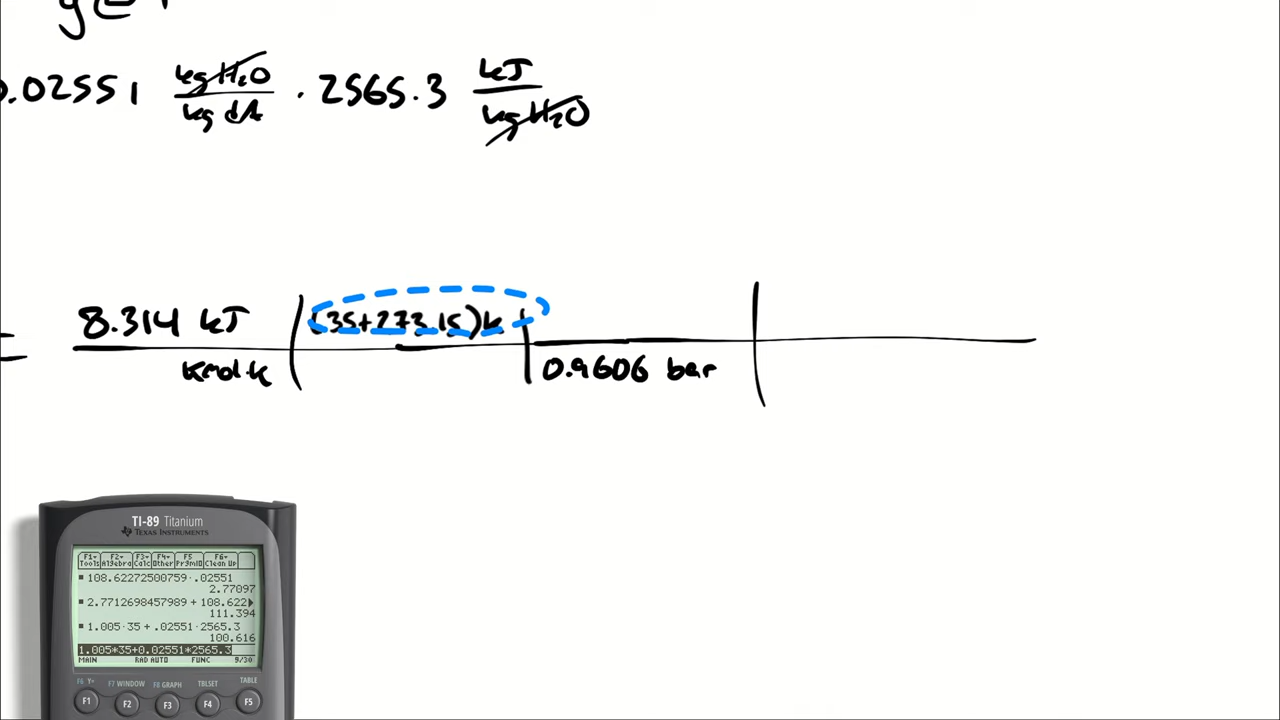 y@1
0.02551 kg H₂O / kg dA · 2565.3 kJ / kg H₂O
= 8.314 kJ / kmol·K | (35+273.15)K | 0.9606 bar
TI-89 Titanium
TEXAS INSTRUMENTS
F1▾ Tools F2▾ Algebra F3▾ Calc F4▾ Other F5 PrgmIO F6▾ Clean Up
108.62272500759·.02551
2.77097
2.7712698457989 + 108.622▸
111.394
1.005·35 + .02551·2565.3
100.616
1.005*35+0.02551*2565.3
MAIN RAD AUTO FUNC 9/30
F6 Y= F7 WINDOW F8 GRAPH TBLSET TABLE
F1 F2 F3 F4 F5